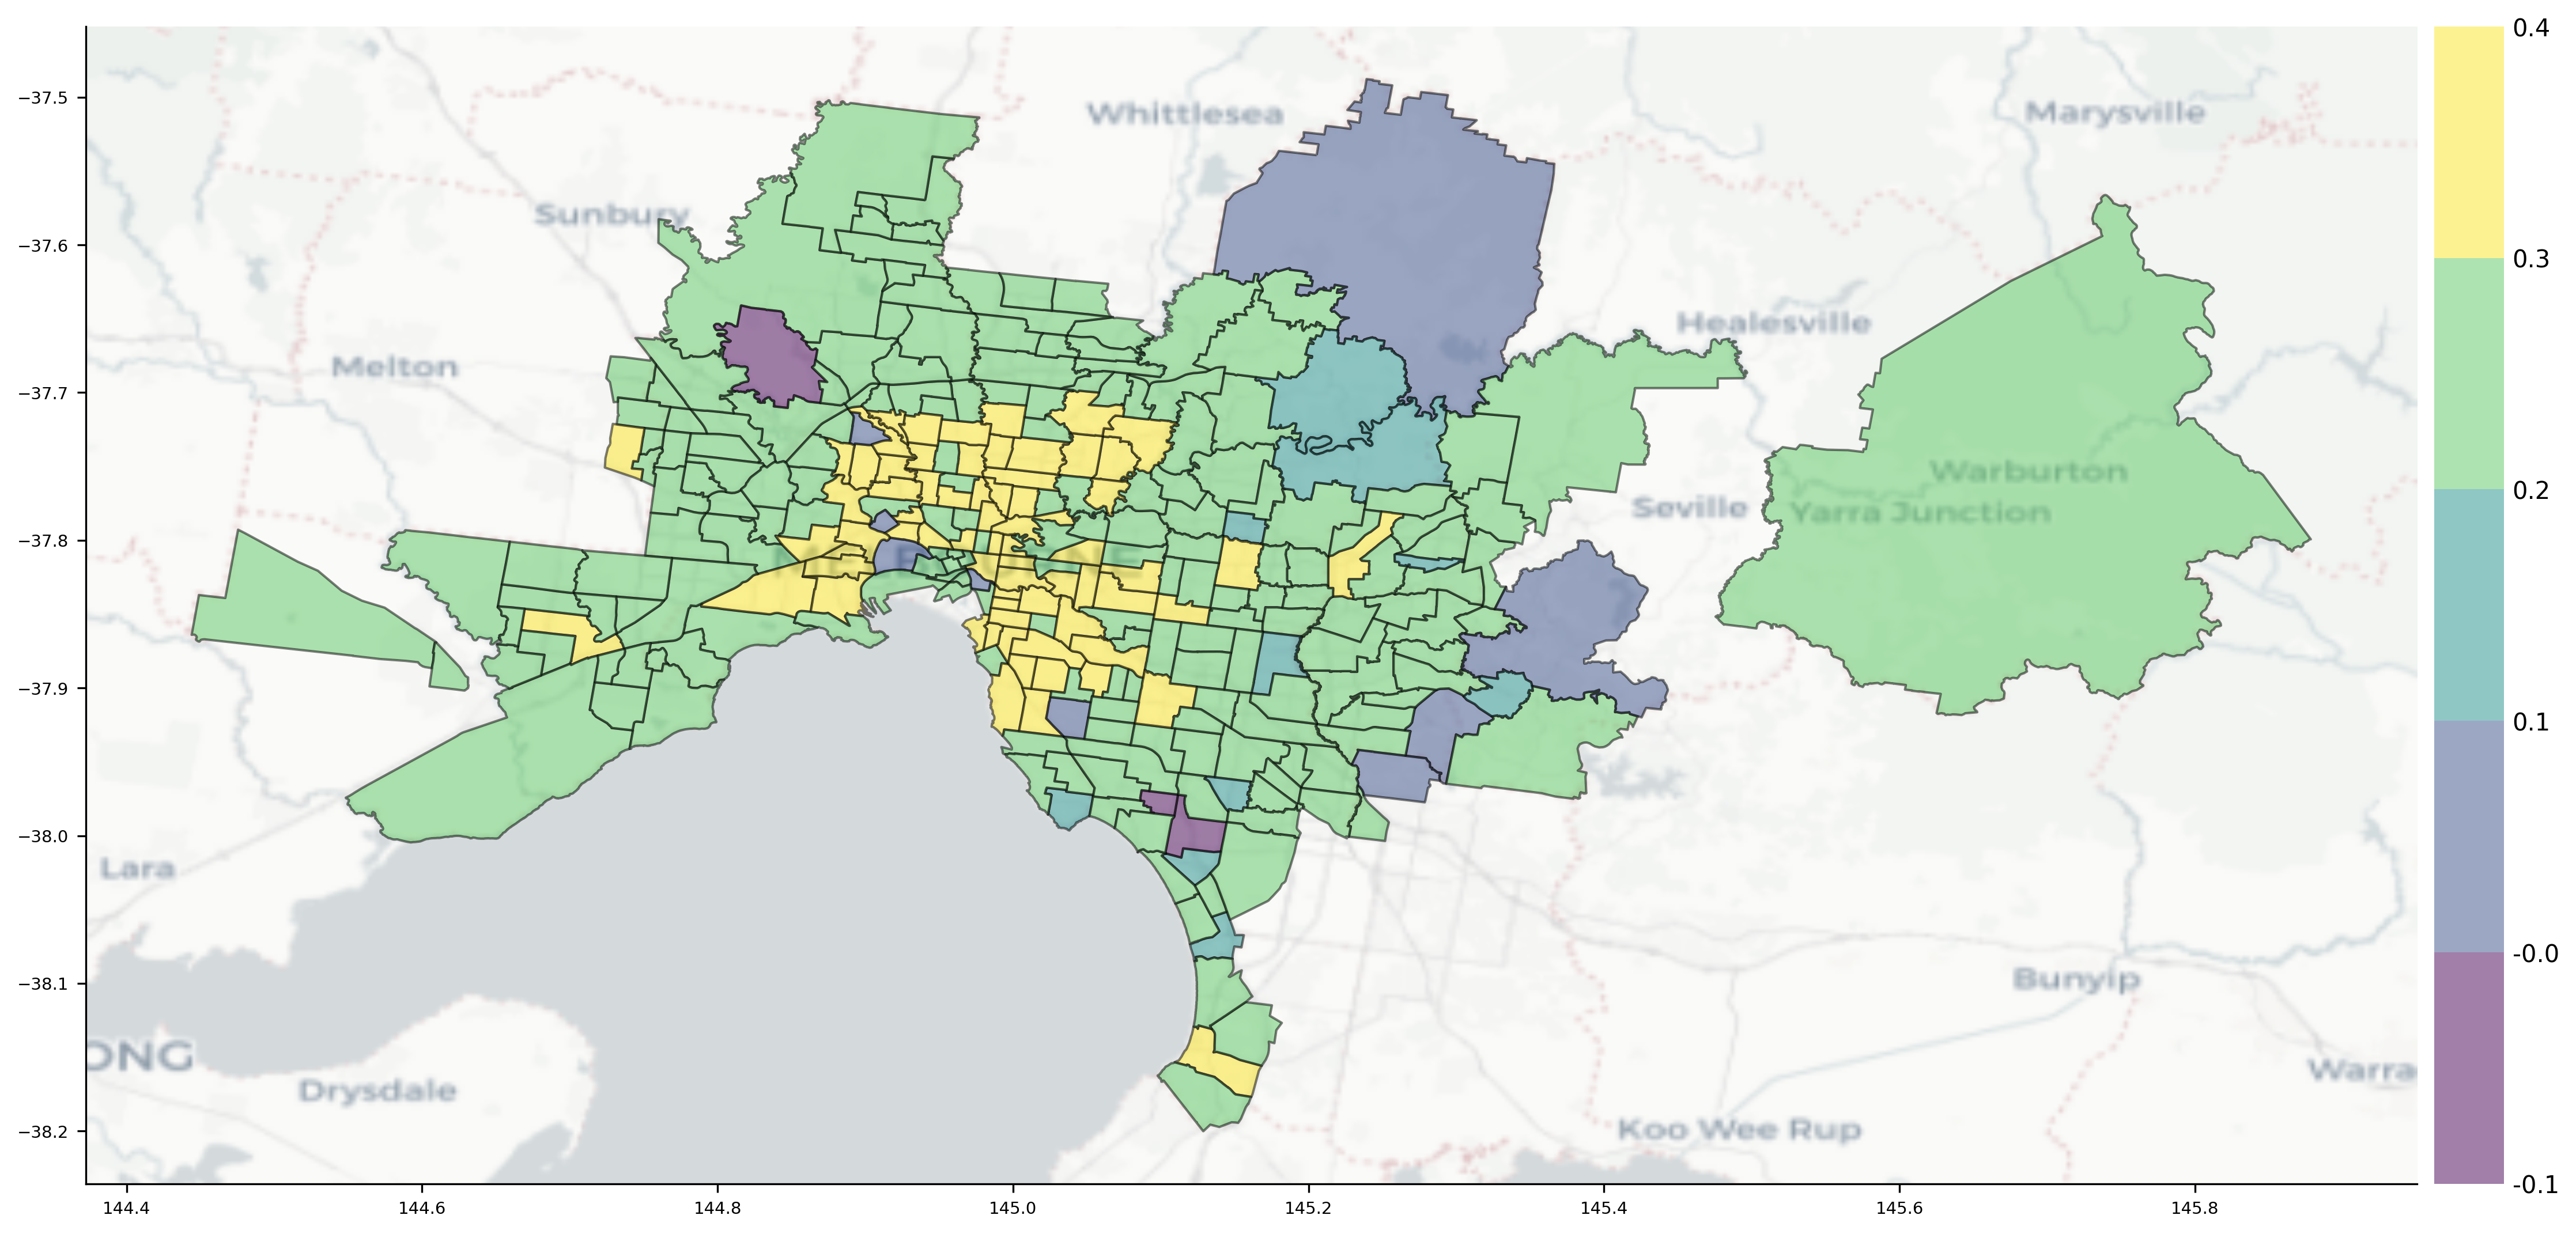 0.4
−37.5
Whittlesea
Marysville
Sunbury
−37.6
0.3
Healesville
Melton
−37.7
Warburton
0.2
Seville
Yarra Junction
−37.8
MELBOURNE
0.1
−37.9
−38.0
Lara
-0.0
−38.1
Bunyip
ONG
Warra
Drysdale
−38.2
Koo Wee Rup
-0.1
144.4
144.6
144.8
145.0
145.2
145.4
145.6
145.8